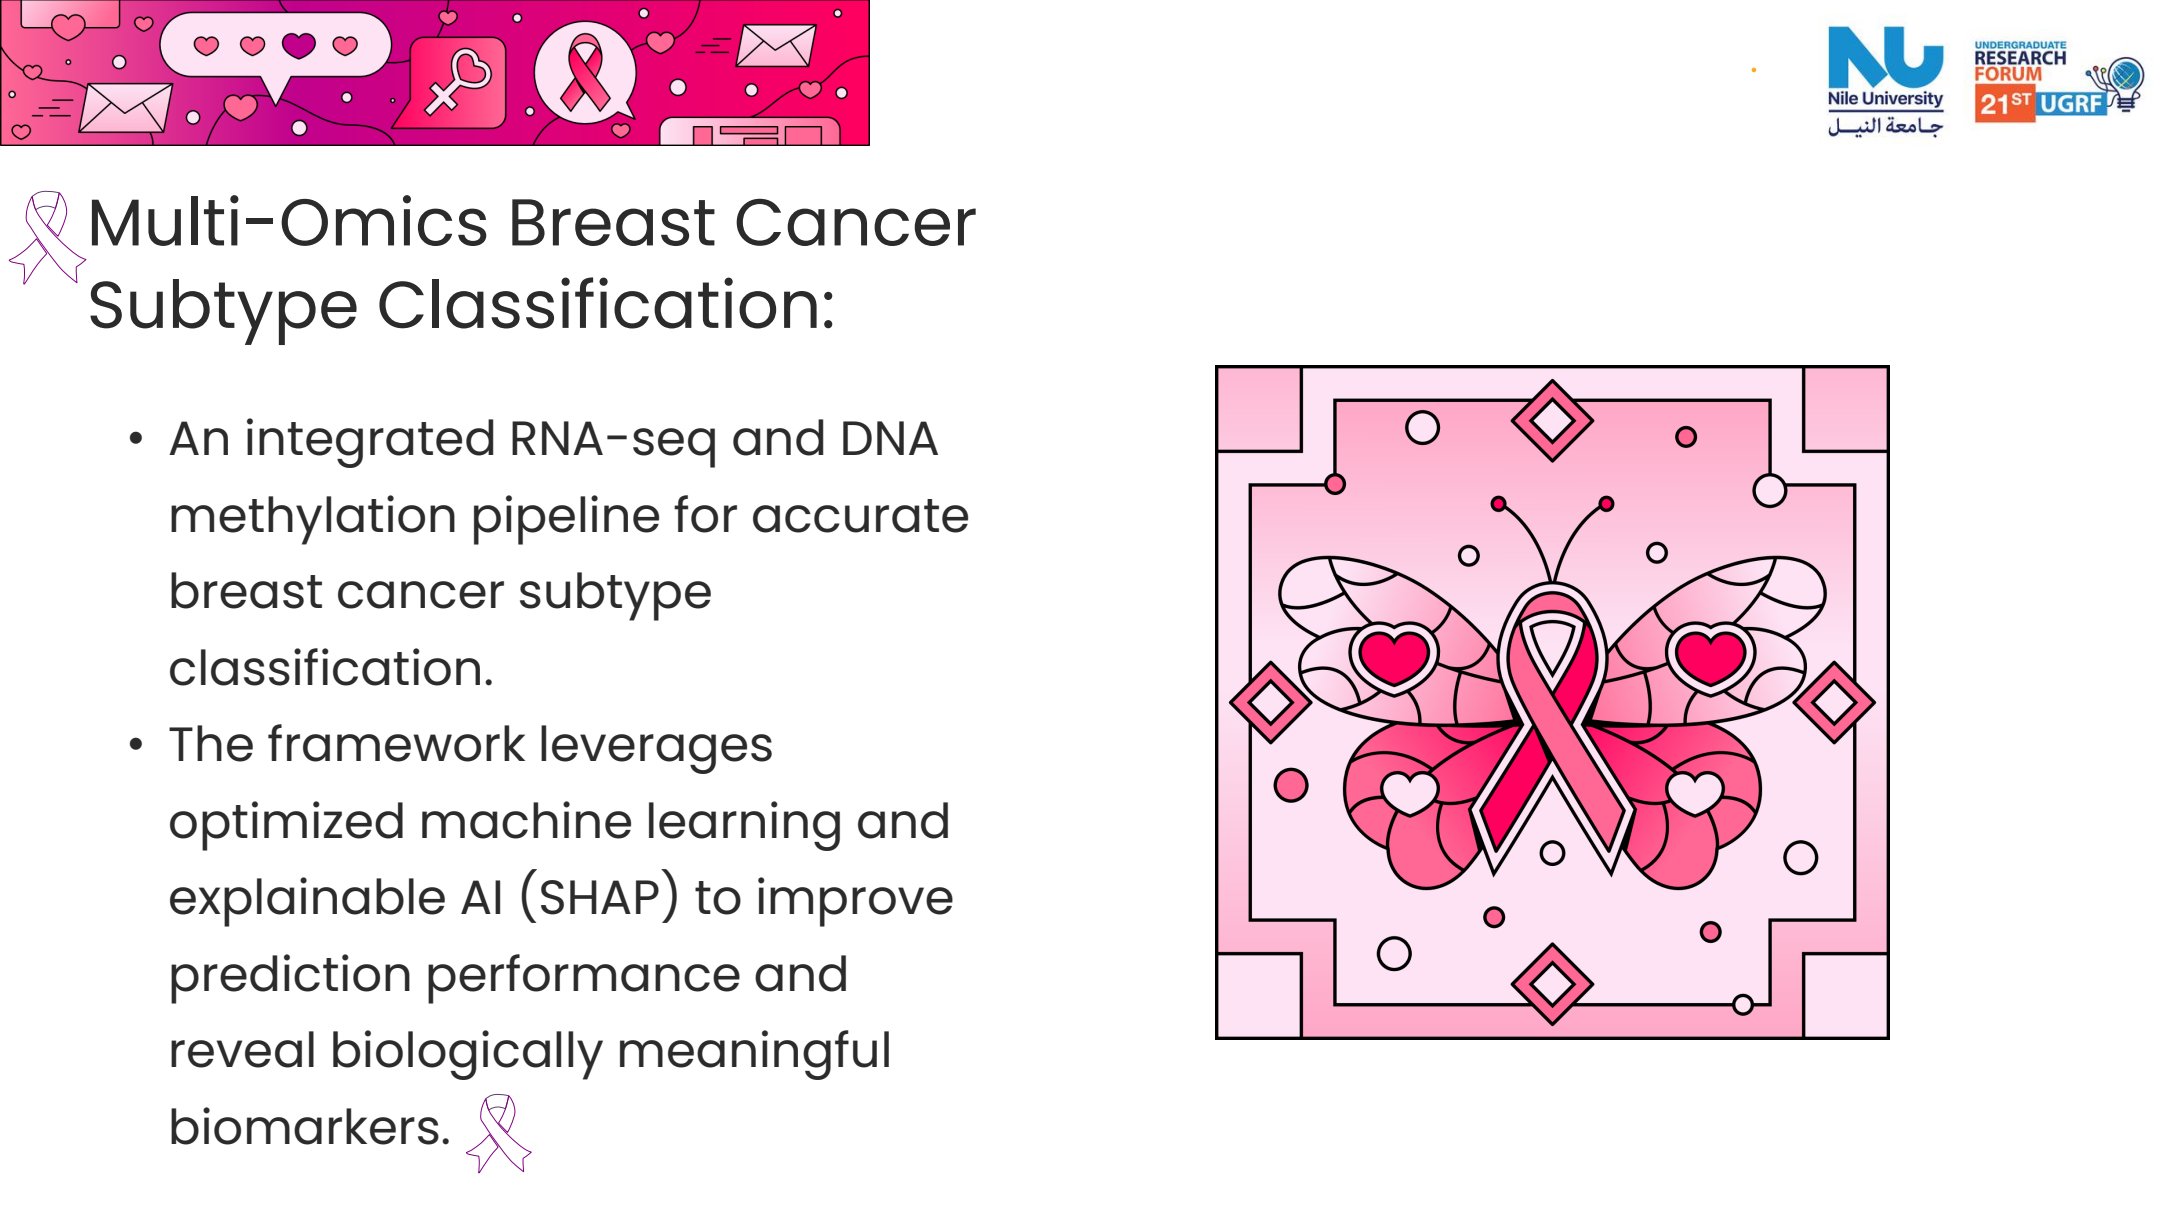 Nile University
جامعة النيل
UNDERGRADUATE
RESEARCH
FORUM
21ST UGRF
Multi-Omics Breast Cancer
Subtype Classification:
• An integrated RNA-seq and DNA
methylation pipeline for accurate
breast cancer subtype
classification.
• The framework leverages
optimized machine learning and
explainable AI (SHAP) to improve
prediction performance and
reveal biologically meaningful
biomarkers.